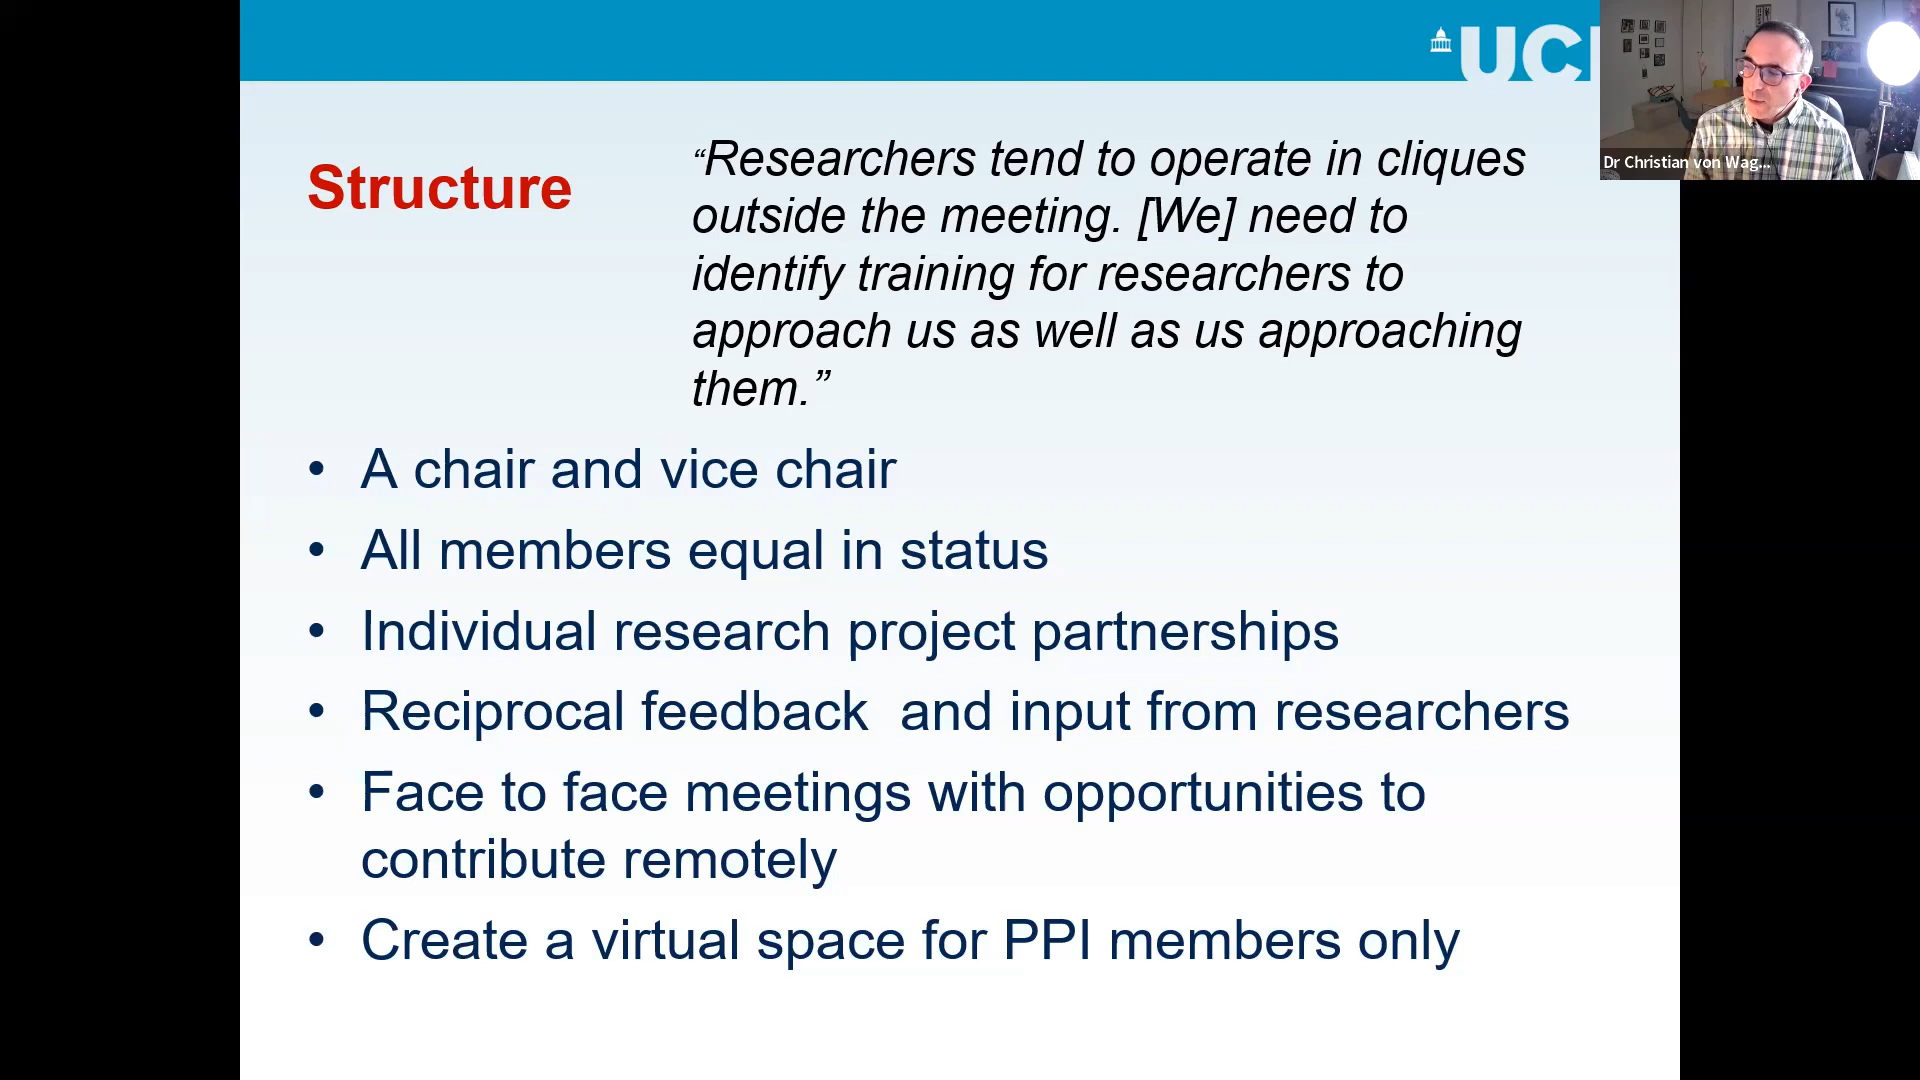 UCL
Dr Christian von Wag...
Structure
“Researchers tend to operate in cliques
outside the meeting. [We] need to
identify training for researchers to
approach us as well as us approaching
them.”
• A chair and vice chair
• All members equal in status
• Individual research project partnerships
• Reciprocal feedback  and input from researchers
• Face to face meetings with opportunities to
contribute remotely
• Create a virtual space for PPI members only